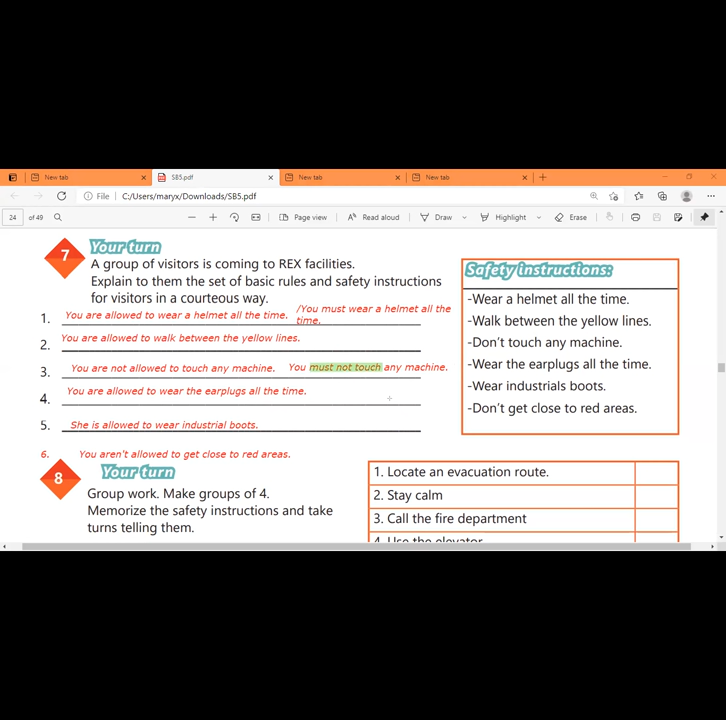 New tab
SB5.pdf
New tab
New tab
File C:/Users/maryx/Downloads/SB5.pdf
24 of 49
Page view
Read aloud
Draw
Highlight
Erase
7
Your turn
A group of visitors is coming to REX facilities.
Explain to them the set of basic rules and safety instructions
for visitors in a courteous way.
1. You are allowed to wear a helmet all the time. /You must wear a helmet all the
time.
2. You are allowed to walk between the yellow lines.
3. You are not allowed to touch any machine. You must not touch any machine.
4. You are allowed to wear the earplugs all the time.
5. She is allowed to wear industrial boots.
6. You aren't allowed to get close to red areas.
Safety instructions:
-Wear a helmet all the time.
-Walk between the yellow lines.
-Don't touch any machine.
-Wear the earplugs all the time.
-Wear industrials boots.
-Don't get close to red areas.
8
Your turn
Group work. Make groups of 4.
Memorize the safety instructions and take
turns telling them.
1. Locate an evacuation route.
2. Stay calm
3. Call the fire department
4. Use the elevator